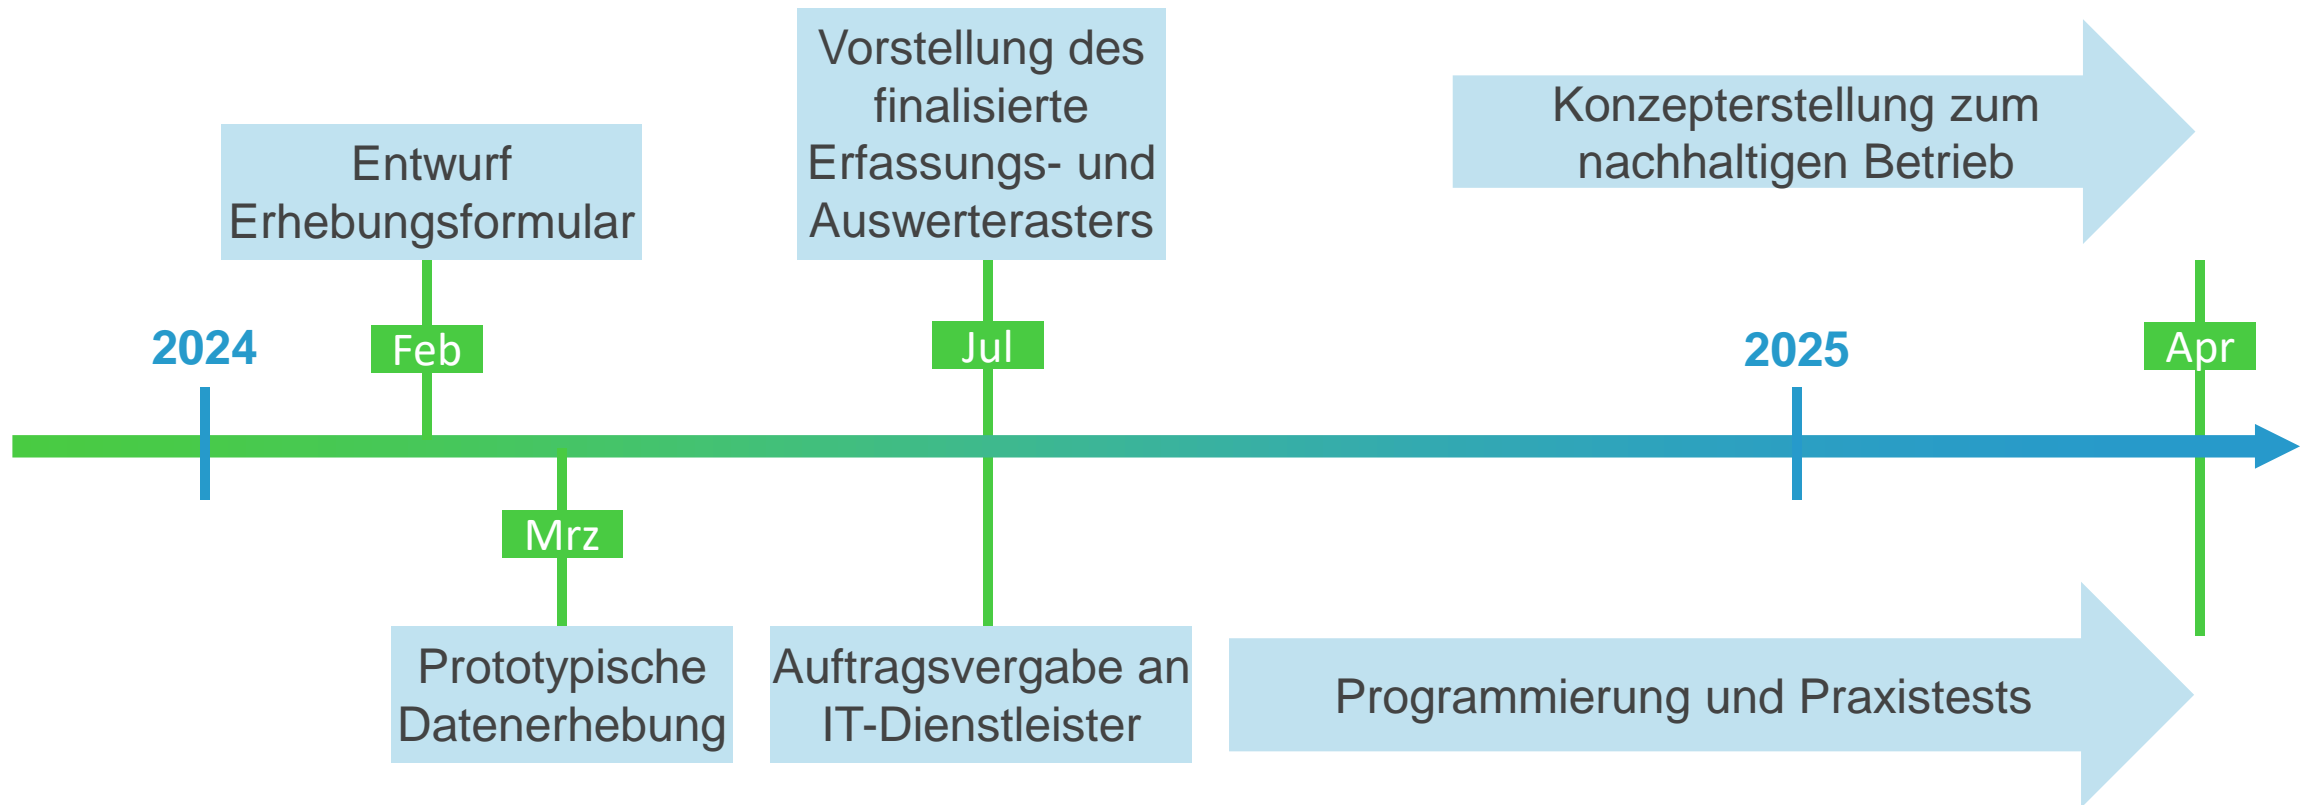 Entwurf
Erhebungsformular
Vorstellung des
finalisierte
Erfassungs- und
Auswerterasters
Konzepterstellung zum
nachhaltigen Betrieb
2024
Feb
Jul
2025
Apr
Mrz
Prototypische
Datenerhebung
Auftragsvergabe an
IT-Dienstleister
Programmierung und Praxistests